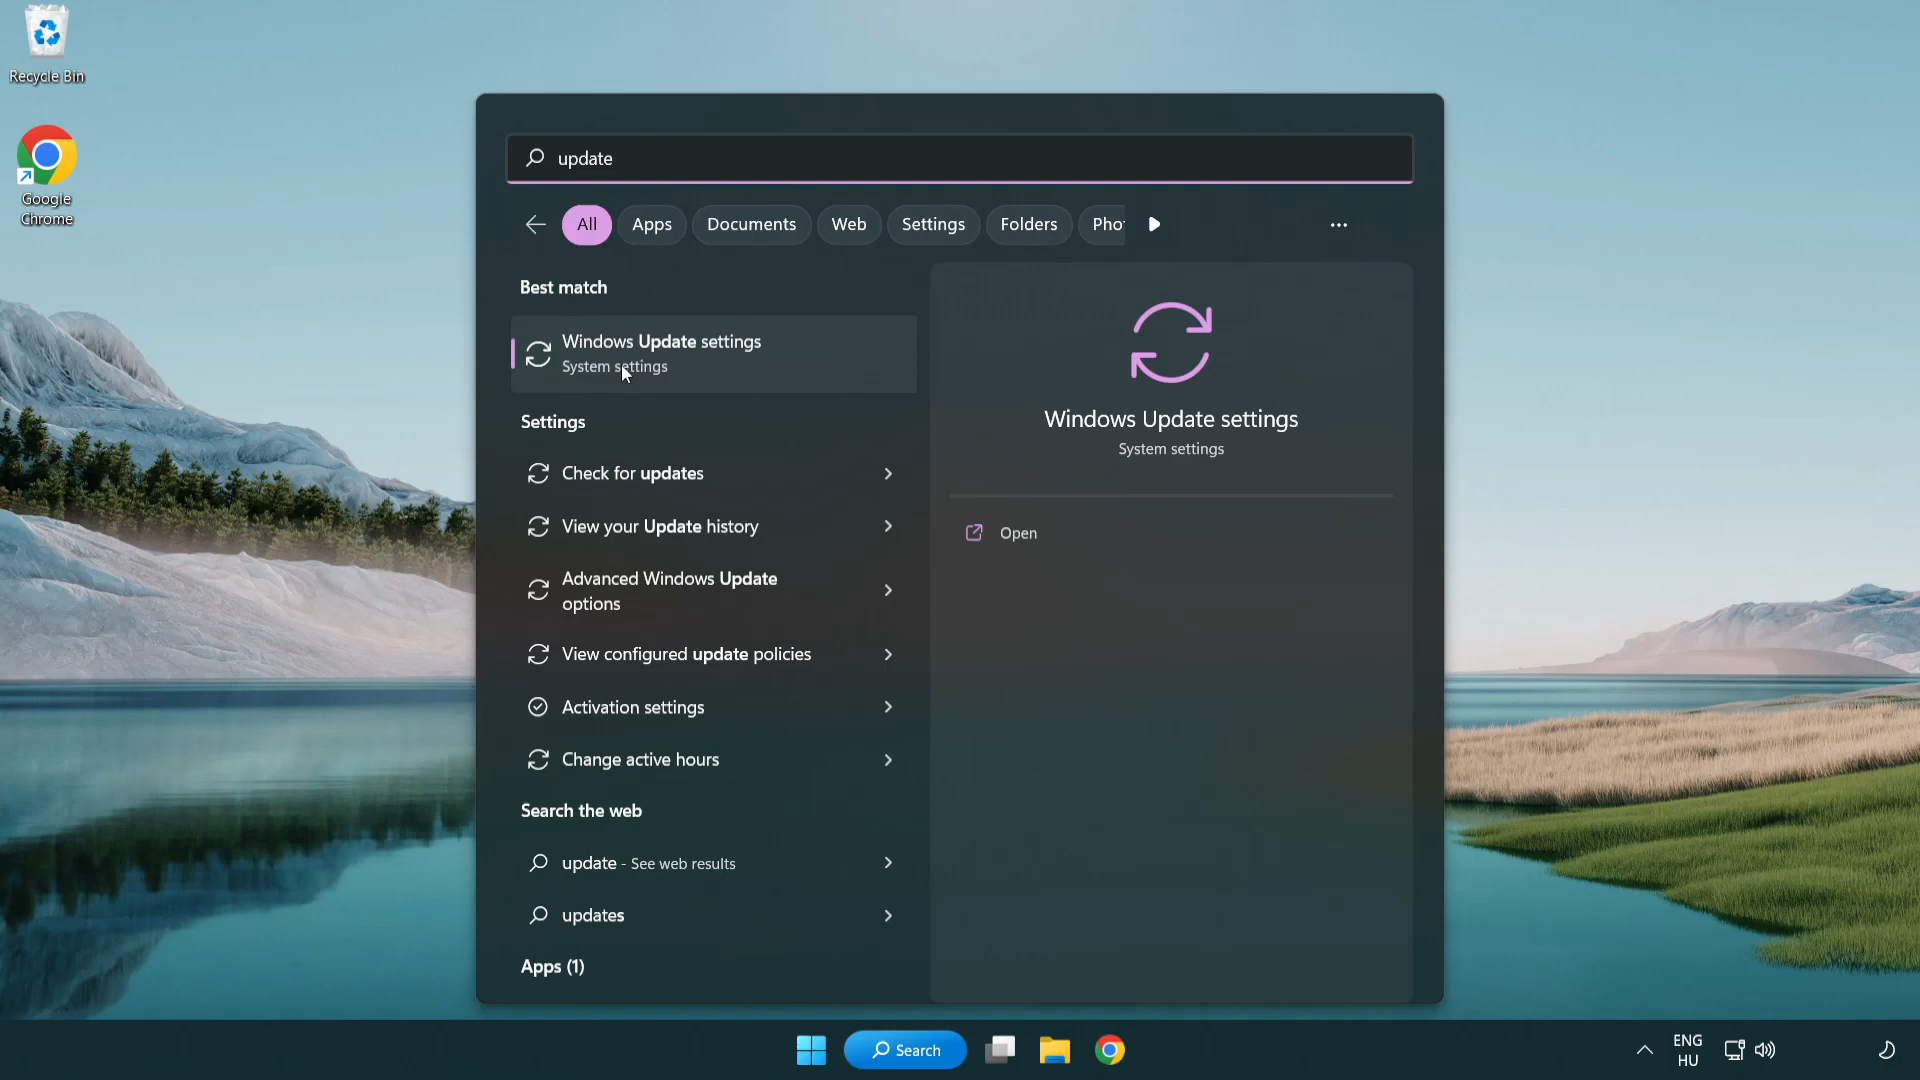 Recycle Bin
Google
Chrome
update
All
Apps
Documents
Web
Settings
Folders
Best match
Windows Update settings
System settings
Settings
Check for updates
View your Update history
Advanced Windows Update
options
View configured update policies
Activation settings
Change active hours
Search the web
update - See web results
updates
Apps (1)
Windows Update settings
System settings
Open
Search
ENG
HU